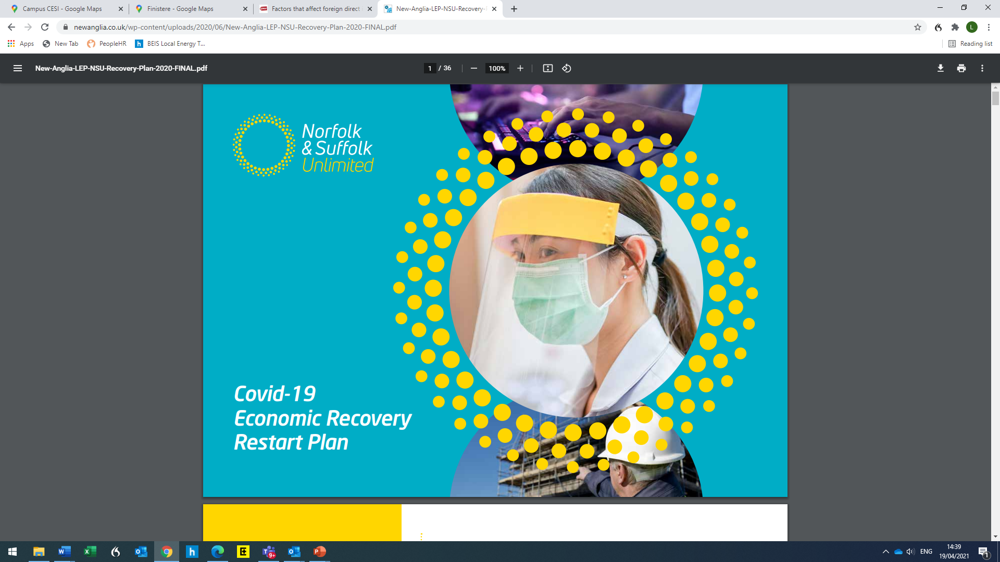 Campus CESI - Google Maps
Finistere - Google Maps
Factors that affect foreign direct
New-Anglia-LEP-NSU-Recovery-
newanglia.co.uk/wp-content/uploads/2020/06/New-Anglia-LEP-NSU-Recovery-Plan-2020-FINAL.pdf
L
Apps
New Tab
PeopleHR
h
BEIS Local Energy T...
Reading list
New-Anglia-LEP-NSU-Recovery-Plan-2020-FINAL.pdf
1 / 36
100%
Norfolk
& Suffolk
Unlimited
Covid-19
Economic Recovery
Restart Plan
h
9+
ENG
14:39
19/04/2021
1